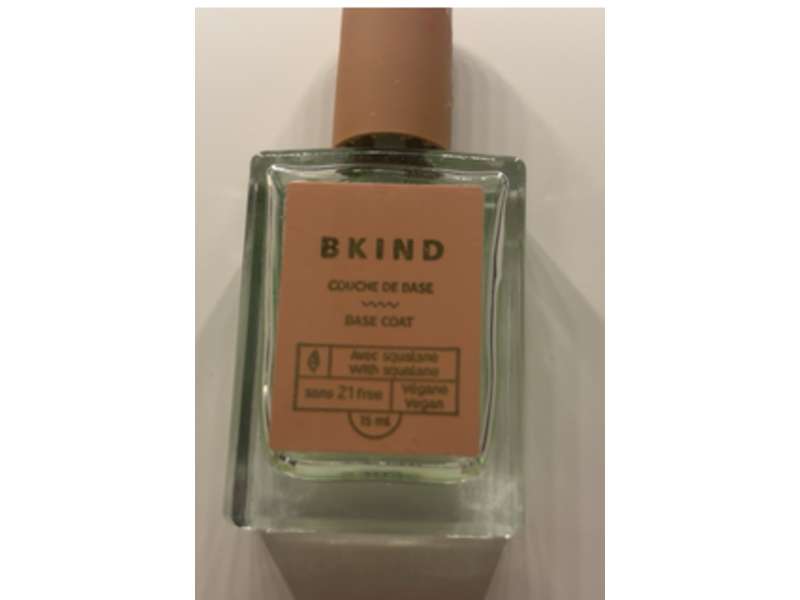 BKIND
COUCHE DE BASE
BASE COAT
Avec squalane
With squalane
sans 21 free
Végane
Vegan
15 mL